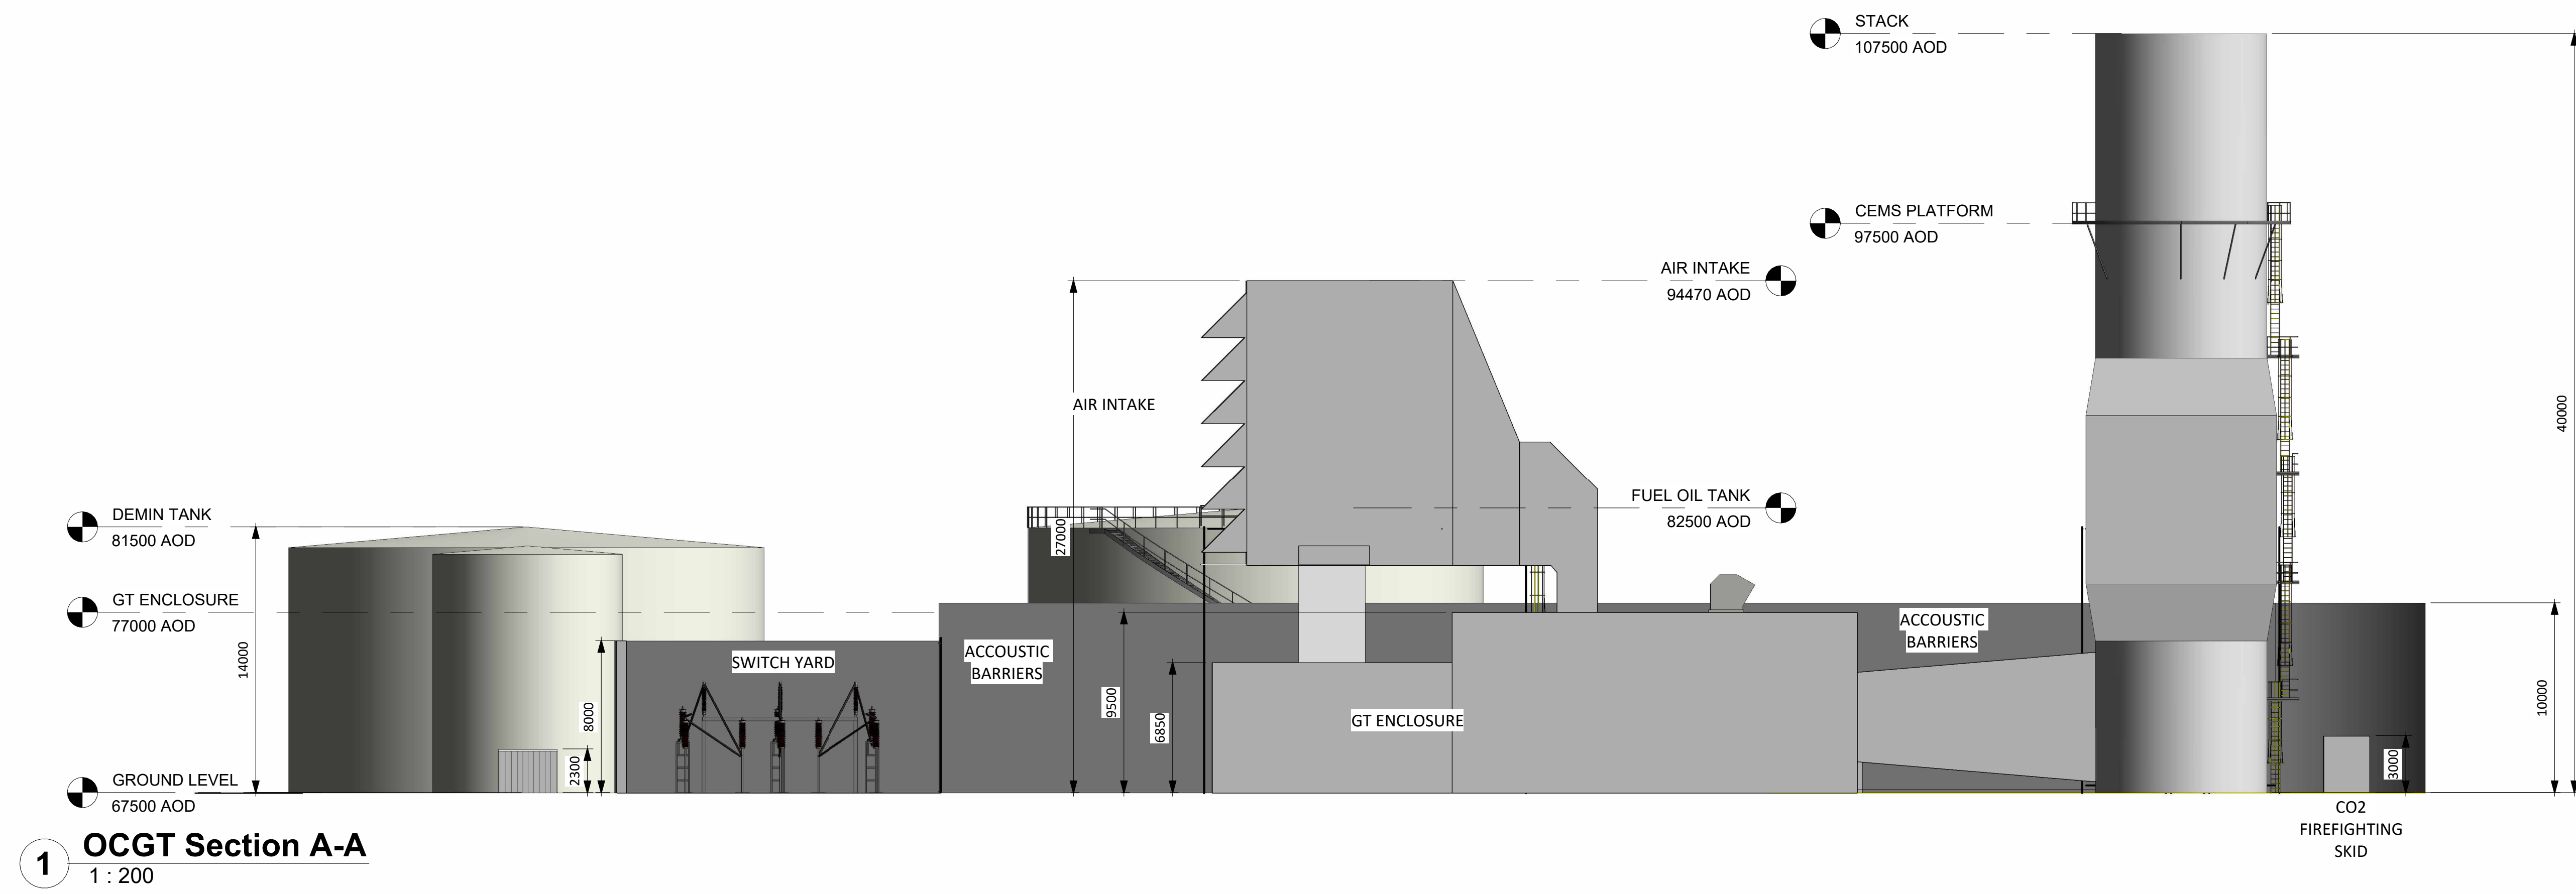 STACK
107500 AOD
CEMS PLATFORM
97500 AOD
AIR INTAKE
94470 AOD
AIR INTAKE
40000
FUEL OIL TANK
82500 AOD
DEMIN TANK
81500 AOD
27000
GT ENCLOSURE
77000 AOD
14000
SWITCH YARD
ACCOUSTIC
BARRIERS
ACCOUSTIC
BARRIERS
8000
9500
6850
GT ENCLOSURE
10000
2300
3000
GROUND LEVEL
67500 AOD
CO2
FIREFIGHTING
SKID
1
OCGT Section A-A
1 : 200